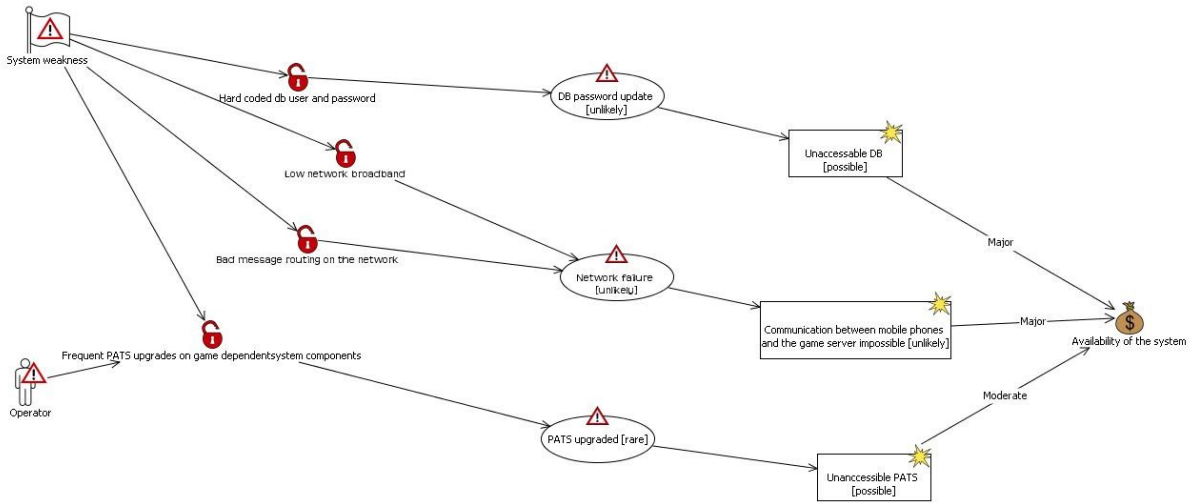 System weakness
Hard coded db user and password
DB password update
[unlikely]
Unaccessable DB
[possible]
Low network broadband
Major
Bad message routing on the network
Network failure
[unlikely]
Communication between mobile phones
and the game server impossible [unlikely]
Major
$
Availability of the system
Frequent PATS upgrades on game dependentsystem components
Operator
Moderate
PATS upgraded [rare]
Unanccessible PATS
[possible]